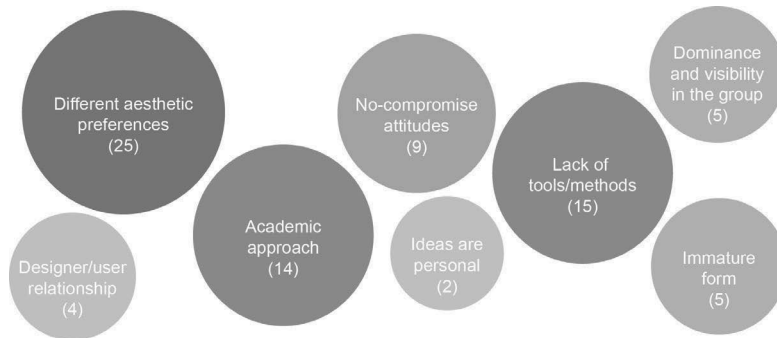 Different aesthetic
preferences
(25)
Designer/user
relationship
(4)
Academic
approach
(14)
No-compromise
attitudes
(9)
Ideas are
personal
(2)
Lack of
tools/methods
(15)
Dominance
and visibility
in the group
(5)
Immature
form
(5)